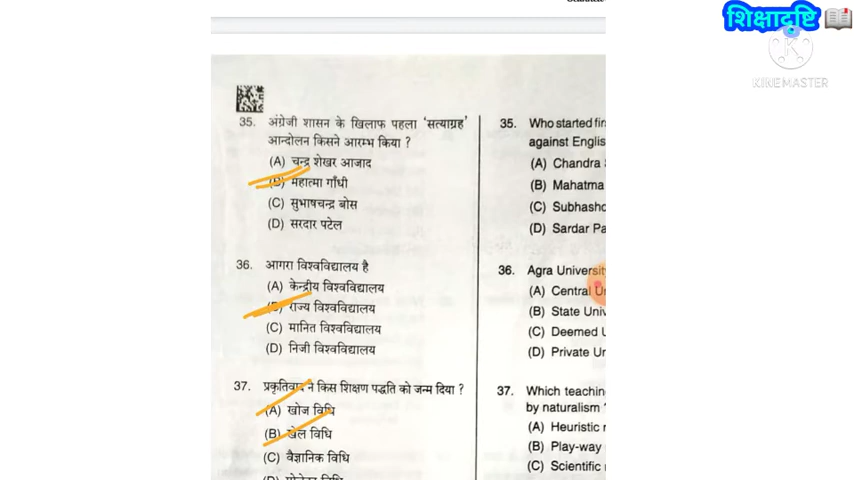 शिक्षादृष्टि
KINEMASTER
35. अंग्रेजी शासन के खिलाफ पहला 'सत्याग्रह'
आन्दोलन किसने आरम्भ किया ?
(A) चन्द्र शेखर आजाद
(B) महात्मा गाँधी
(C) सुभाषचन्द्र बोस
(D) सरदार पटेल
36. आगरा विश्वविद्यालय है
(A) केन्द्रीय विश्वविद्यालय
(B) राज्य विश्वविद्यालय
(C) मानित विश्वविद्यालय
(D) निजी विश्वविद्यालय
37. प्रकृतिवाद ने किस शिक्षण पद्धति को जन्म दिया ?
(A) खोज विधि
(B) खेल विधि
(C) वैज्ञानिक विधि
35. Who started
against Englis
(A) Chandra
(B) Mahatma
(C) Subhashc
(D) Sardar Pa
36. Agra University
(A) Central
(B) State Univ
(C) Deemed
(D) Private Un
37. Which teachin
by naturalism
(A) Heuristic
(B) Play-way
(C) Scientific